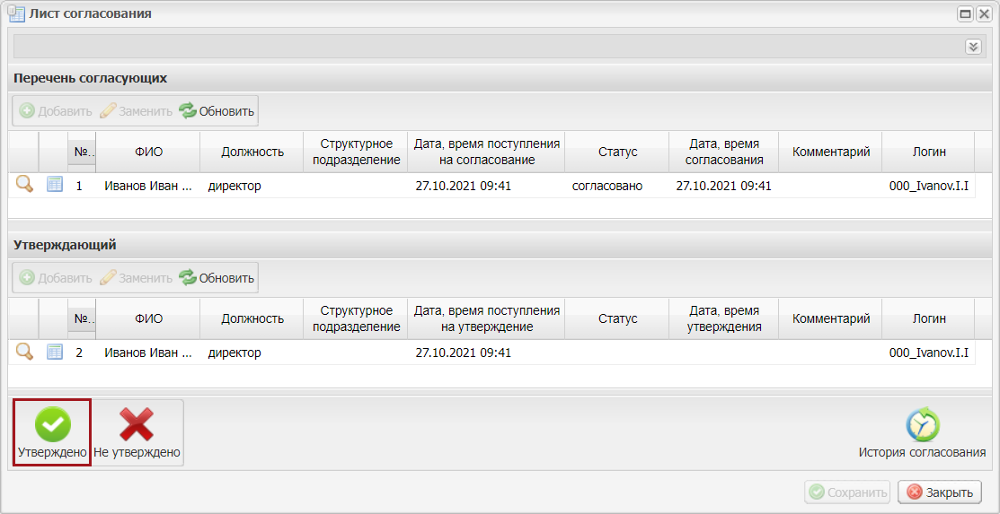 Лист согласования
Перечень согласующих
Добавить Заменить Обновить
№.. ФИО Должность Структурное подразделение Дата, время поступления на согласование Статус Дата, время согласования Комментарий Логин
1 Иванов Иван ... директор 27.10.2021 09:41 согласовано 27.10.2021 09:41 000_Ivanov.I.I
Утверждающий
Добавить Заменить Обновить
№.. ФИО Должность Структурное подразделение Дата, время поступления на утверждение Статус Дата, время утверждения Комментарий Логин
2 Иванов Иван ... директор 27.10.2021 09:41 000_Ivanov.I.I
Утверждено Не утверждено История согласования
Сохранить Закрыть